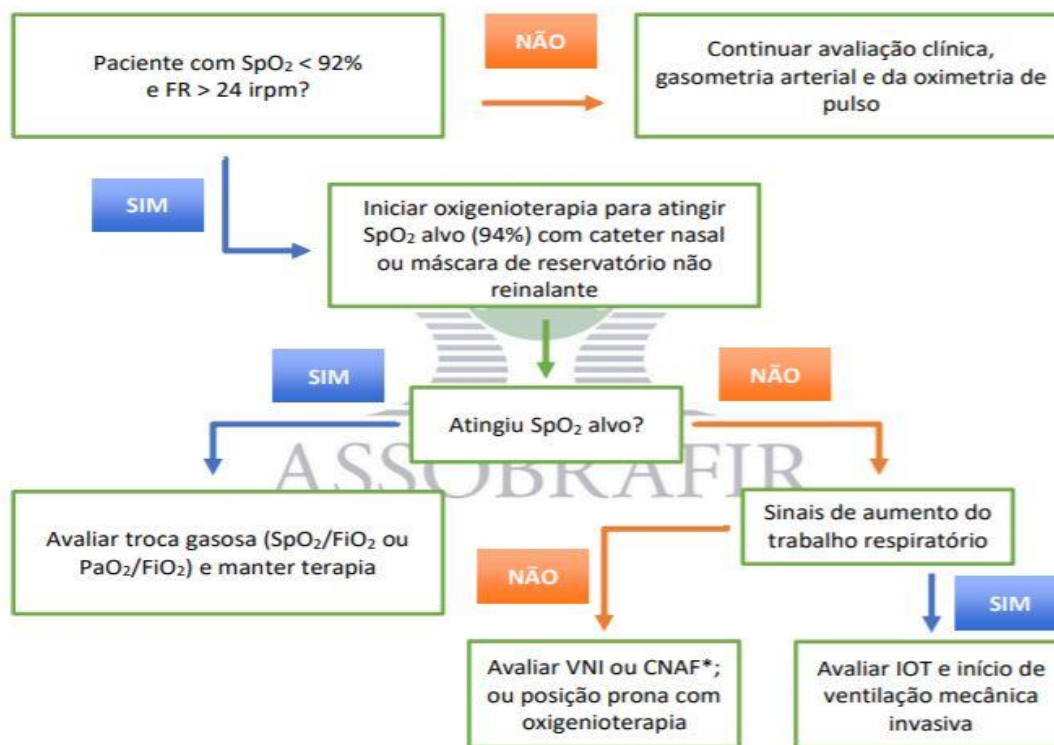 Paciente com SpO₂ < 92%
e FR > 24 irpm?
NÃO
Continuar avaliação clínica,
gasometria arterial e da oximetria de
pulso
SIM
Iniciar oxigenioterapia para atingir
SpO₂ alvo (94%) com cateter nasal
ou máscara de reservatório não
reinalante
SIM
NÃO
Atingiu SpO₂ alvo?
ASSOBRAFIR
Avaliar troca gasosa (SpO₂/FiO₂ ou
PaO₂/FiO₂) e manter terapia
Sinais de aumento do
trabalho respiratório
NÃO
SIM
Avaliar VNI ou CNAF*;
ou posição prona com
oxigenioterapia
Avaliar IOT e início de
ventilação mecânica
invasiva